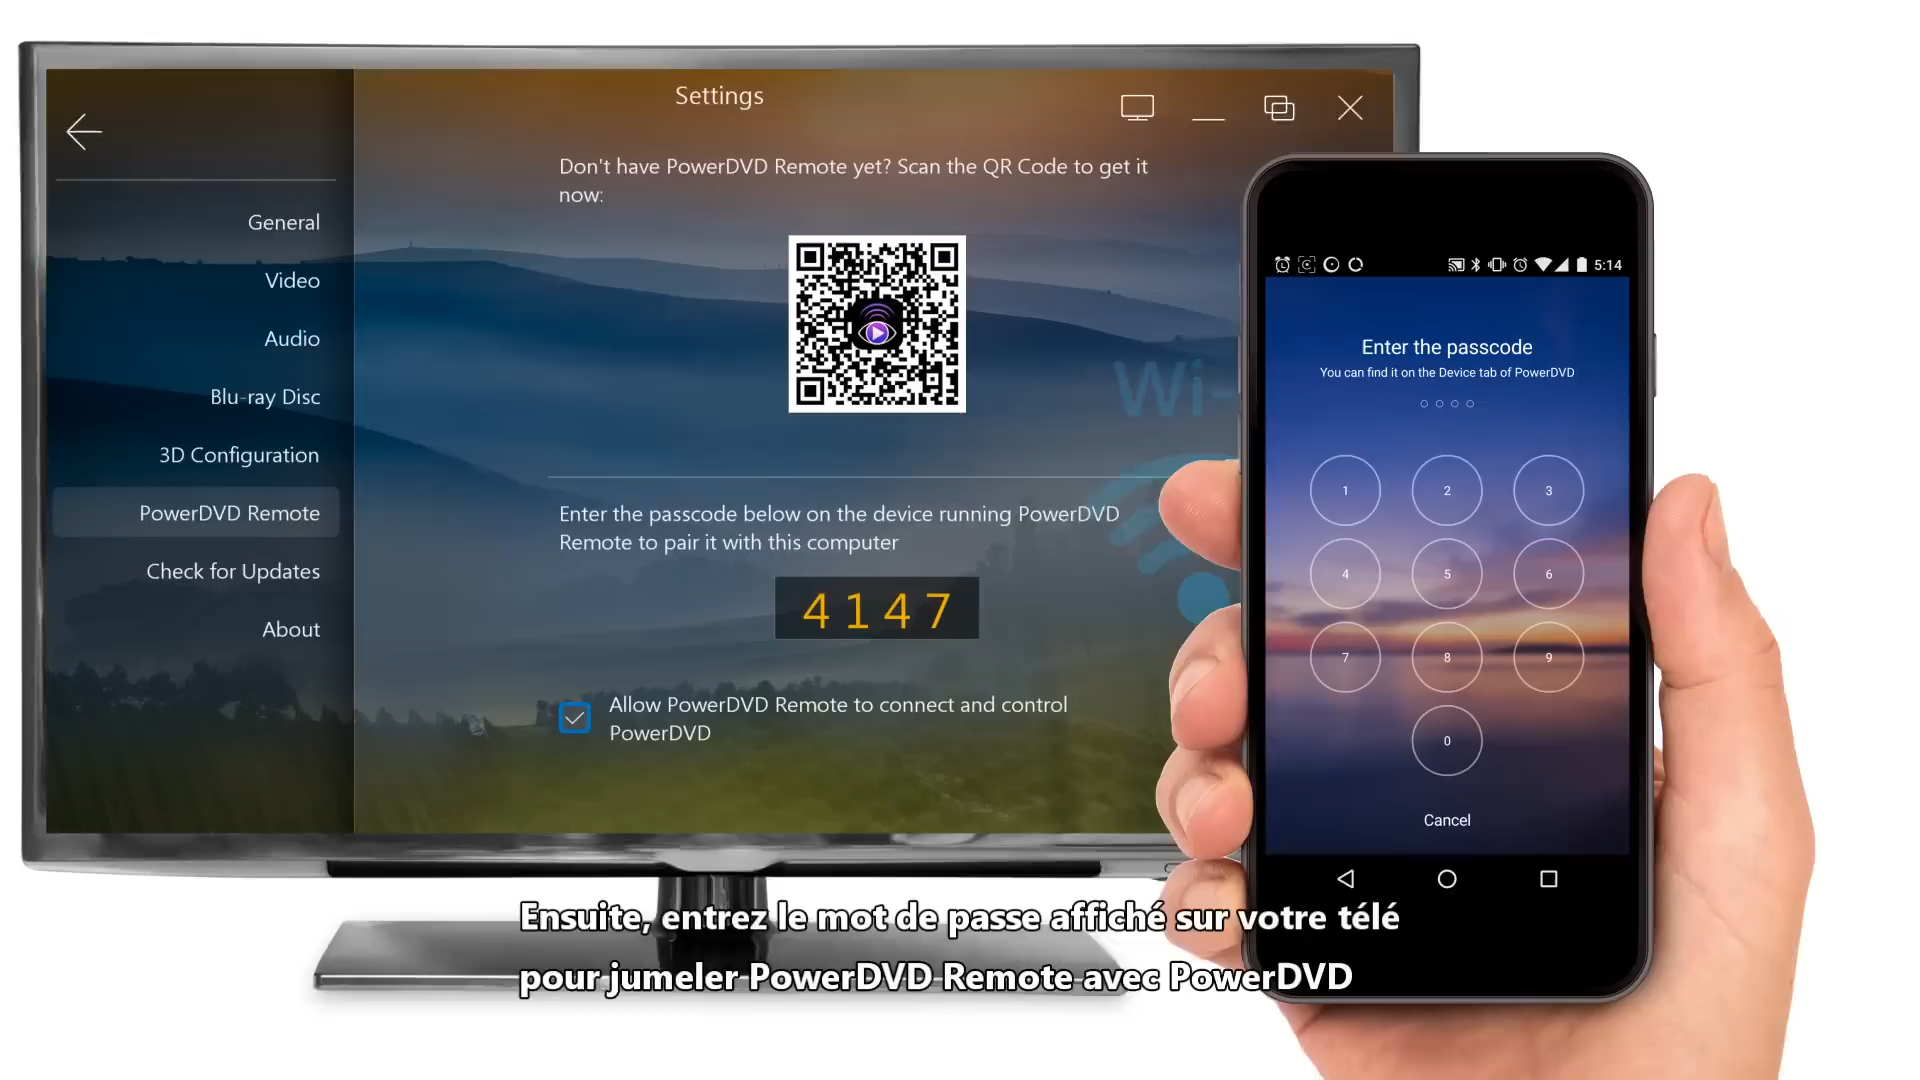 Settings
General
Video
Audio
Blu-ray Disc
3D Configuration
PowerDVD Remote
Check for Updates
About
Don't have PowerDVD Remote yet? Scan the QR Code to get it
now:
Wi-
Enter the passcode below on the device running PowerDVD
Remote to pair it with this computer
4147
Allow PowerDVD Remote to connect and control
PowerDVD
5:14
Enter the passcode
You can find it on the Device tab of PowerDVD
1 2 3
4 5 6
7 8 9
0
Cancel
Ensuite, entrez le mot de passe affiché sur votre télé
pour jumeler PowerDVD Remote avec PowerDVD